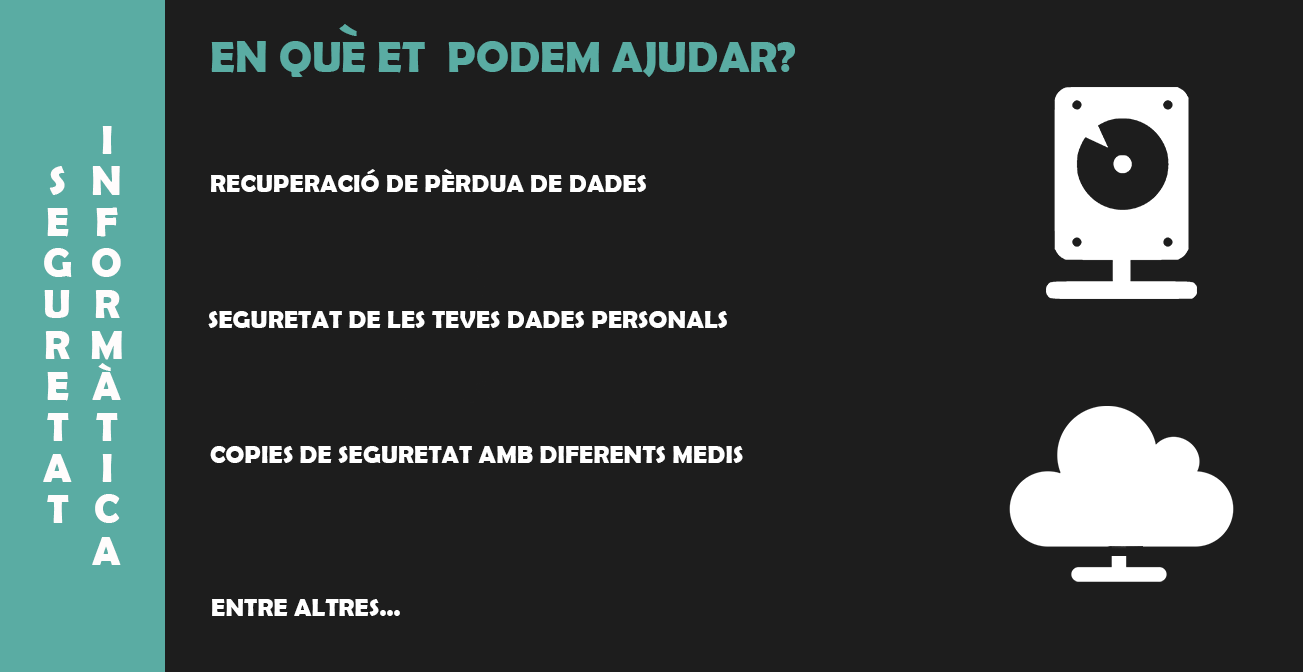 SEGURETAT
INFORMÀTICA
EN QUÈ ET PODEM AJUDAR?
RECUPERACIÓ DE PÈRDUA DE DADES
SEGURETAT DE LES TEVES DADES PERSONALS
COPIES DE SEGURETAT AMB DIFERENTS MEDIS
ENTRE ALTRES...